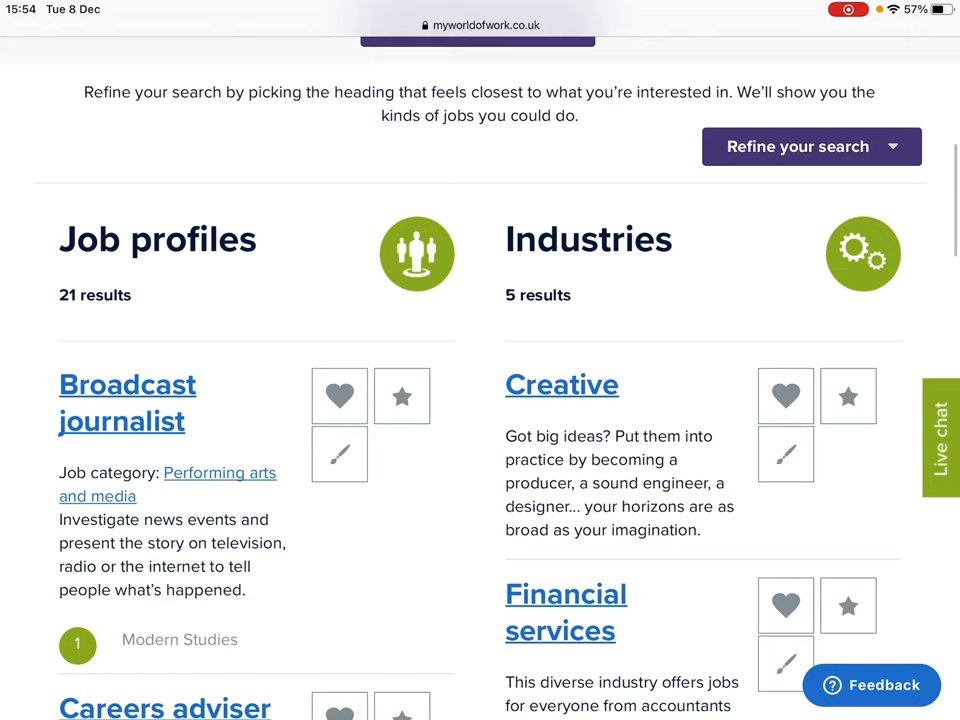 15:54 Tue 8 Dec
57%
myworldofwork.co.uk
Refine your search by picking the heading that feels closest to what you're interested in. We'll show you the
kinds of jobs you could do.
Refine your search
Job profiles
21 results
Broadcast
journalist
Job category: Performing arts
and media
Investigate news events and
present the story on television,
radio or the internet to tell
people what's happened.
1 Modern Studies
Careers adviser
Industries
5 results
Creative
Got big ideas? Put them into
practice by becoming a
producer, a sound engineer, a
designer... your horizons are as
broad as your imagination.
Financial
services
This diverse industry offers jobs
for everyone from accountants
Live chat
Feedback